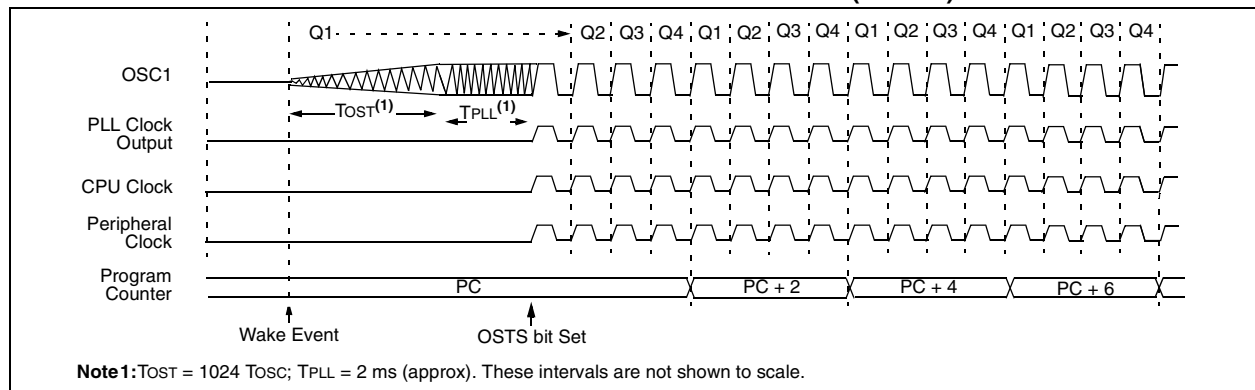 Q1 Q2 Q3 Q4 Q1 Q2 Q3 Q4 Q1 Q2 Q3 Q4 Q1 Q2 Q3 Q4
OSC1
TOST(1) TPLL(1)
PLL Clock
Output
CPU Clock
Peripheral
Clock
Program
Counter
PC PC + 2 PC + 4 PC + 6
Wake Event OSTS bit Set
Note1:TOST = 1024 TOSC; TPLL = 2 ms (approx). These intervals are not shown to scale.